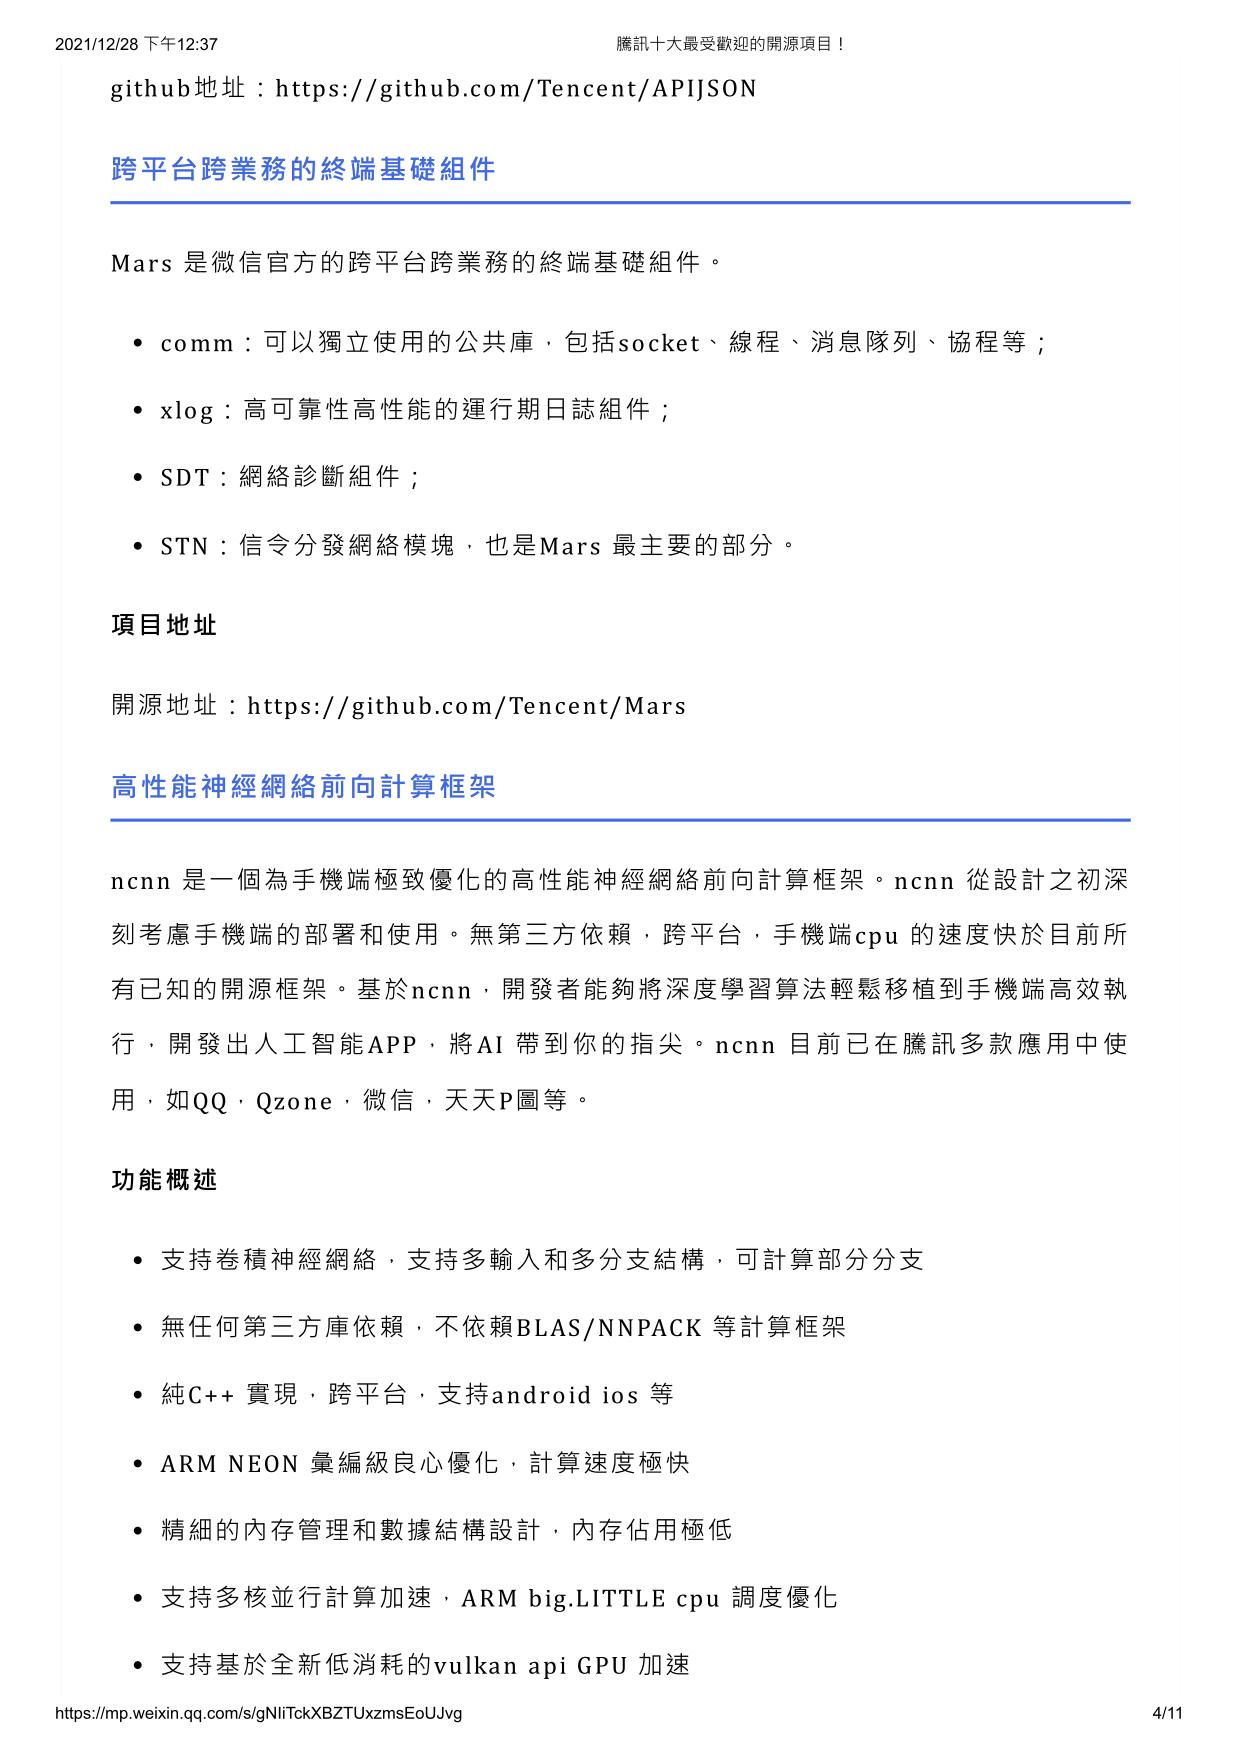 2021/12/28 下午12:37 騰訊十大最受歡迎的開源項目！
github地址：https://github.com/Tencent/APIJSON
跨平台跨業務的終端基礎組件
Mars 是微信官方的跨平台跨業務的終端基礎組件。
• comm：可以獨立使用的公共庫，包括socket、線程、消息隊列、協程等；
• xlog：高可靠性高性能的運行期日誌組件；
• SDT：網絡診斷組件；
• STN：信令分發網絡模塊，也是Mars 最主要的部分。
項目地址
開源地址：https://github.com/Tencent/Mars
高性能神經網絡前向計算框架
ncnn 是一個為手機端極致優化的高性能神經網絡前向計算框架。ncnn 從設計之初深
刻考慮手機端的部署和使用。無第三方依賴，跨平台，手機端cpu 的速度快於目前所
有已知的開源框架。基於ncnn，開發者能夠將深度學習算法輕鬆移植到手機端高效執
行，開發出人工智能APP，將AI 帶到你的指尖。ncnn 目前已在騰訊多款應用中使
用，如QQ，Qzone，微信，天天P圖等。
功能概述
• 支持卷積神經網絡，支持多輸入和多分支結構，可計算部分分支
• 無任何第三方庫依賴，不依賴BLAS/NNPACK 等計算框架
• 純C++ 實現，跨平台，支持android ios 等
• ARM NEON 彙編級良心優化，計算速度極快
• 精細的內存管理和數據結構設計，內存佔用極低
• 支持多核並行計算加速，ARM big.LITTLE cpu 調度優化
• 支持基於全新低消耗的vulkan api GPU 加速
https://mp.weixin.qq.com/s/gNIiTckXBZTUxzmsEoUJvg 4/11